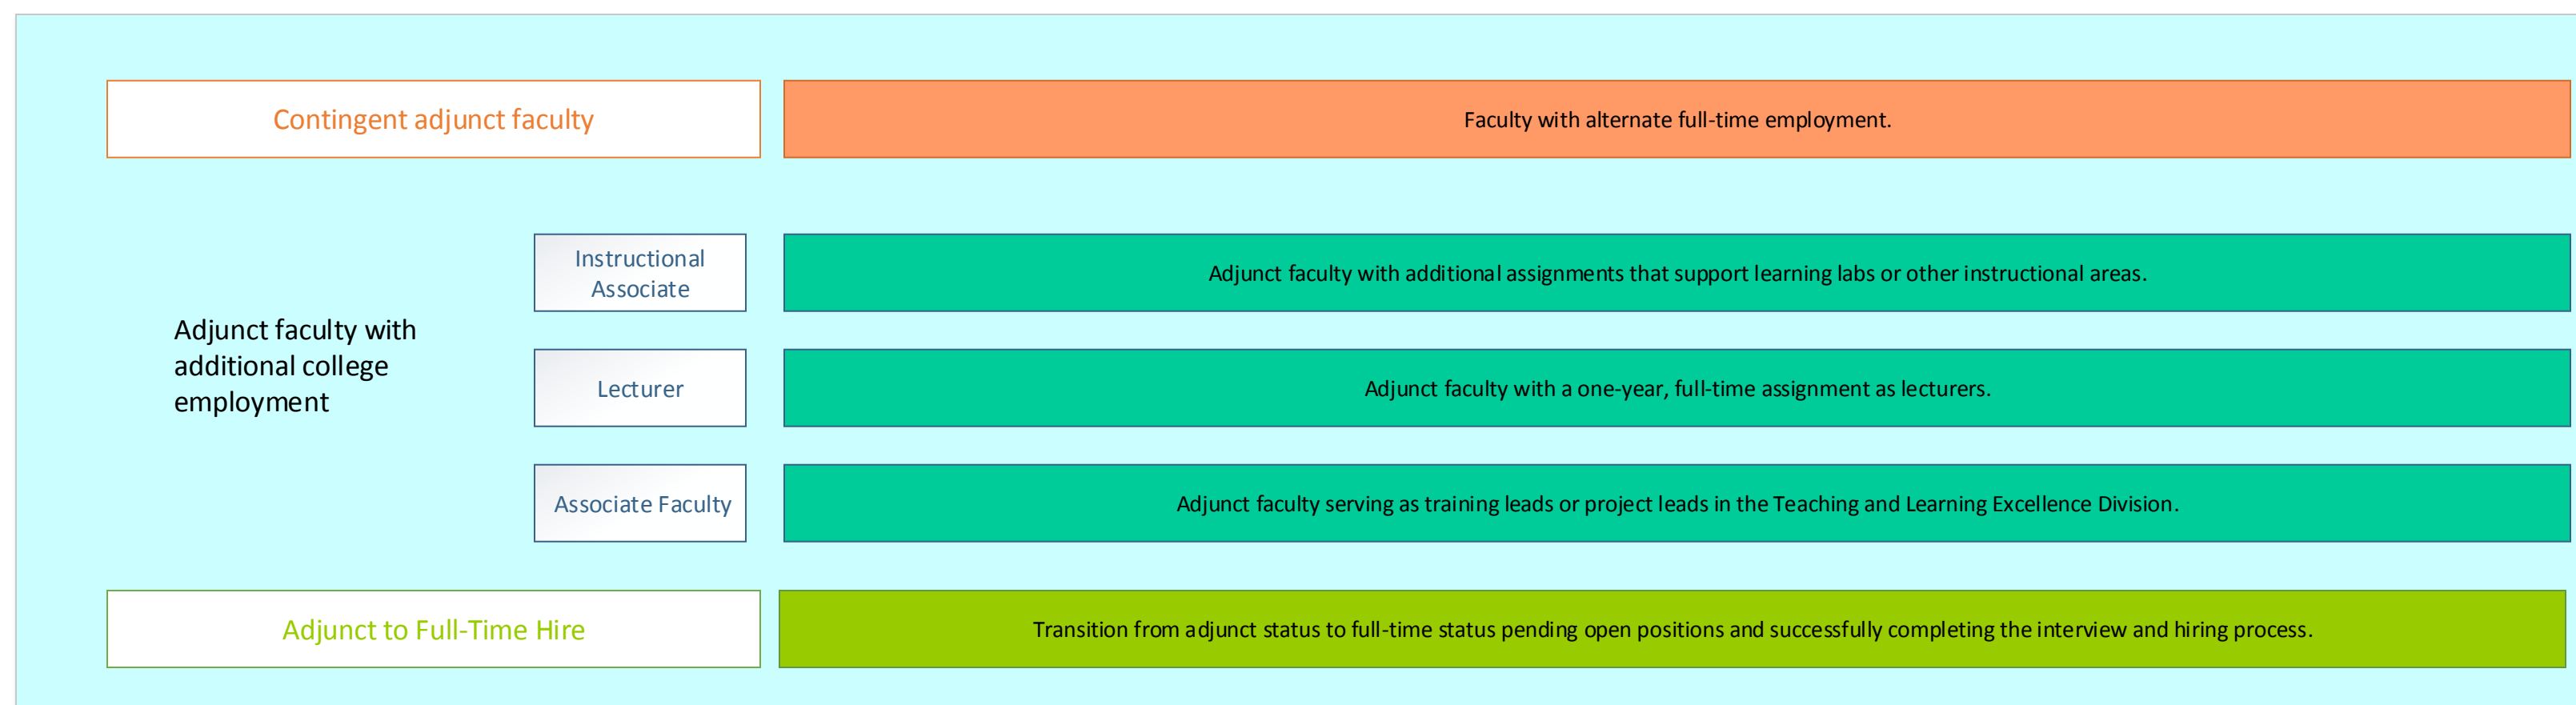 Contingent adjunct faculty
Faculty with alternate full-time employment.
Adjunct faculty with
additional college
employment
Instructional
Associate
Adjunct faculty with additional assignments that support learning labs or other instructional areas.
Lecturer
Adjunct faculty with a one-year, full-time assignment as lecturers.
Associate Faculty
Adjunct faculty serving as training leads or project leads in the Teaching and Learning Excellence Division.
Adjunct to Full-Time Hire
Transition from adjunct status to full-time status pending open positions and successfully completing the interview and hiring process.